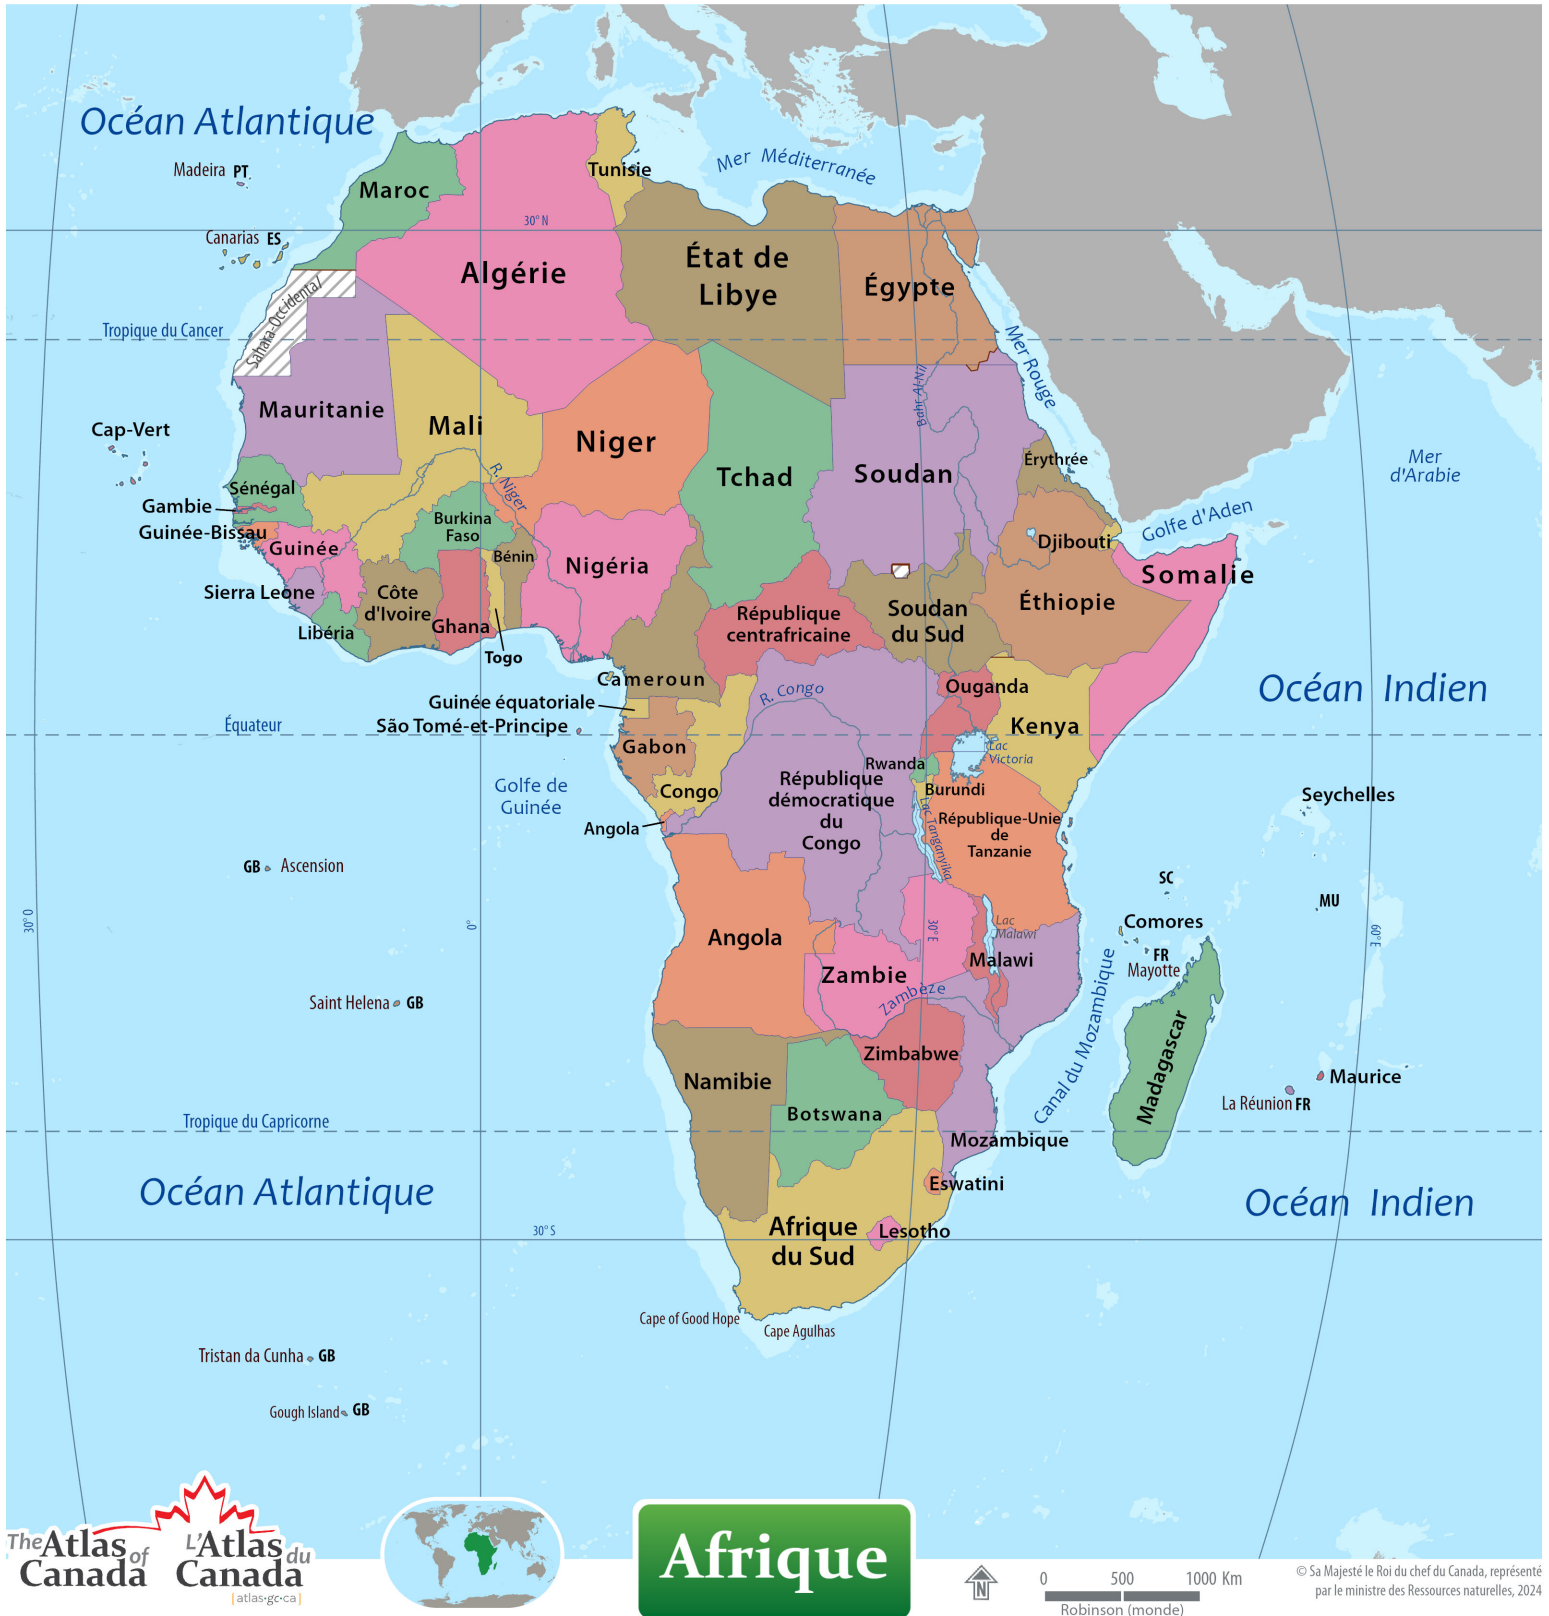 Océan Atlantique
Madeira PT
Canarias ES
Mer Méditerranée
Tunisie
Maroc
30° N
Algérie
État de
Libye
Égypte
Sahara-Occidental
Tropique du Cancer
Mer Rouge
Bahr Al-Nil
Mauritanie
Mali
Niger
Tchad
Soudan
Érythrée
Mer
d'Arabie
Cap-Vert
Sénégal
Gambie
Guinée-Bissau
Guinée
R. Niger
Burkina
Faso
Bénin
Nigéria
Djibouti
Golfe d'Aden
Somalie
Sierra Leone
Côte
d'Ivoire
Ghana
Libéria
Togo
République
centrafricaine
Soudan
du Sud
Éthiopie
Cameroun
Guinée équatoriale
São Tomé-et-Principe
Équateur
Gabon
Congo
R. Congo
Ouganda
Kenya
Océan Indien
Lac
Victoria
Rwanda
Burundi
République
démocratique
du
Congo
Lac Tanganyika
République-Unie
de
Tanzanie
Golfe de
Guinée
Angola
Seychelles
GB Ascension
SC
MU
30° O
0°
30° E
60° E
Angola
Zambie
Lac
Malawi
Malawi
Comores
FR
Mayotte
Saint Helena GB
Zambèze
Canal du Mozambique
Madagascar
Zimbabwe
Namibie
Botswana
Maurice
La Réunion FR
Tropique du Capricorne
Mozambique
Océan Atlantique
Eswatini
Océan Indien
Afrique
du Sud
Lesotho
30° S
Cape of Good Hope
Cape Agulhas
Tristan da Cunha GB
Gough Island GB
The Atlas of
Canada
L'Atlas du
Canada
[atlas•gc•ca]
Afrique
N
0 500 1000 Km
Robinson (monde)
© Sa Majesté le Roi du chef du Canada, représenté
par le ministre des Ressources naturelles, 2024